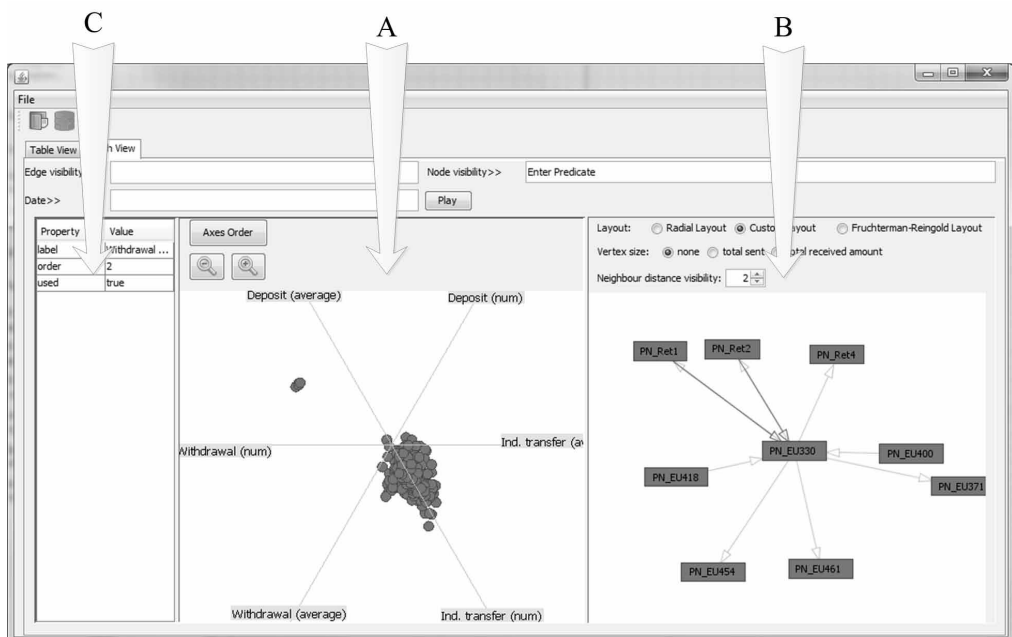 C A B
File
Table View h View
Edge visibility Node visibility>> Enter Predicate
Date>> Play
Property Value
label Withdrawal ...
order 2
used true
Axes Order
Deposit (average) Deposit (num)
Withdrawal (num) Ind. transfer (av
Withdrawal (average) Ind. transfer (num)
Layout: Radial Layout Custo ayout Fruchterman-Reingold Layout
Vertex size: none total sent otal received amount
Neighbour distance visibility: 2
PN_Ret1 PN_Ret2 PN_Ret4
PN_EU330 PN_EU400
PN_EU418 PN_EU371
PN_EU454 PN_EU461